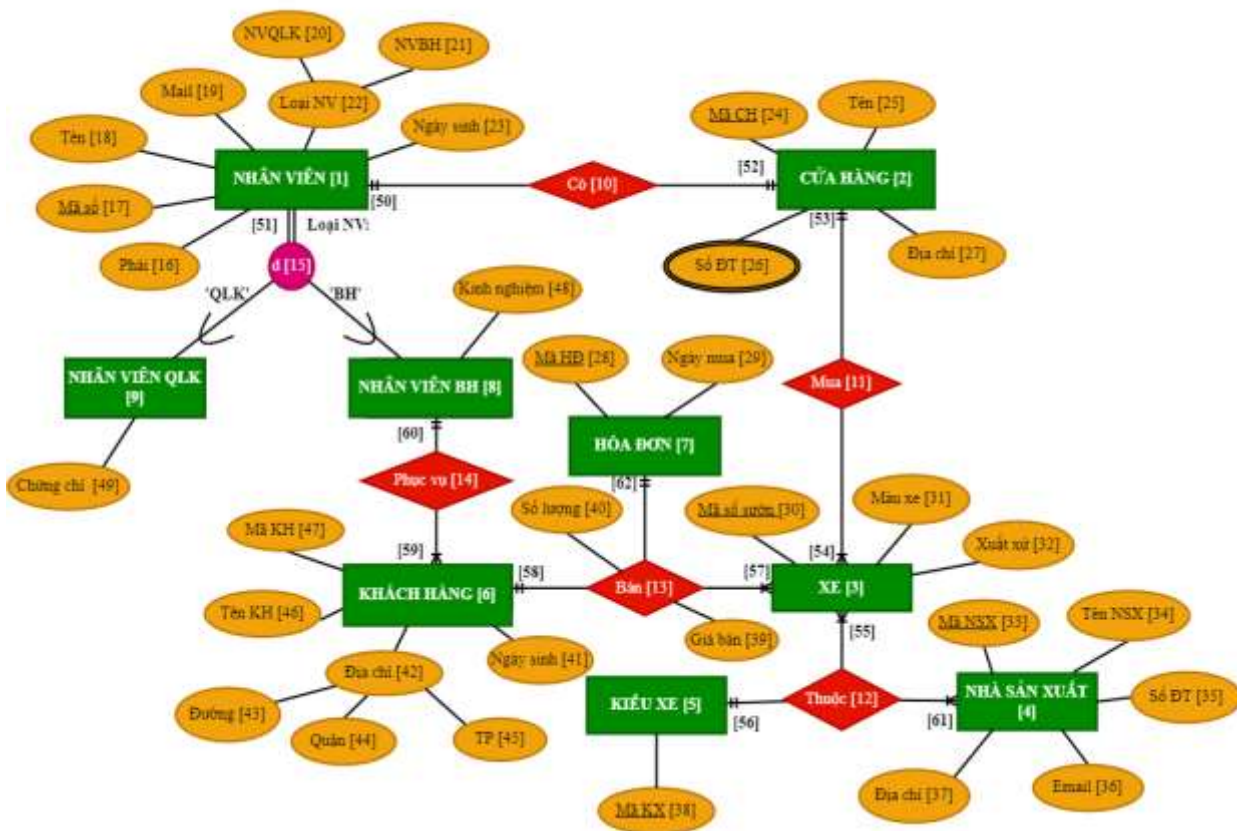 NVQLK [20]
NVBH [21]
Mail [19]
Loại NV [22]
Tên [18]
Ngày sinh [23]
Mã số [17]
Phái [16]
NHÂN VIÊN [1]
[50]
[51]
Loại NV:
d [15]
'QLK'
'BH'
Có [10]
[52]
Mã CH [24]
Tên [25]
CỬA HÀNG [2]
[53]
Số ĐT [26]
Địa chỉ [27]
NHÂN VIÊN QLK
[9]
Chứng chỉ [49]
NHÂN VIÊN BH [8]
Kinh nghiệm [48]
[60]
Phục vụ [14]
[59]
Mã HĐ [28]
Ngày mua [29]
HÓA ĐƠN [7]
[62]
Mua [11]
[54]
Số lượng [40]
Bán [13]
Giá bán [39]
[58]
[57]
Mã số sườn [30]
Màu xe [31]
Xuất xứ [32]
XE [3]
[55]
Mã KH [47]
Tên KH [46]
KHÁCH HÀNG [6]
Ngày sinh [41]
Địa chỉ [42]
Đường [43]
Quận [44]
TP [45]
KIỂU XE [5]
[56]
Mã KX [38]
Thuộc [12]
[61]
Mã NSX [33]
Tên NSX [34]
NHÀ SẢN XUẤT
[4]
Số ĐT [35]
Email [36]
Địa chỉ [37]